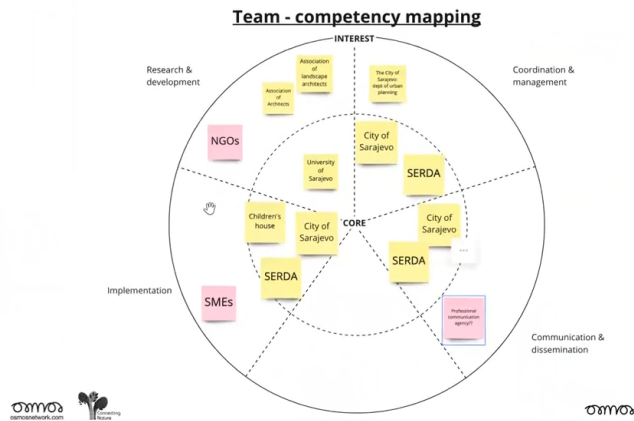 Team - competency mapping
INTEREST
Research &
development
Association
of
landscape
architects
Association
of
Architects
The City of
Sarajevo:
dept of urban
planning
Coordination &
management
NGOs
City of
Sarajevo
University
of
Sarajevo
SERDA
Children's
house
City of
Sarajevo
CORE
City of
Sarajevo
...
SERDA
SERDA
Implementation
SMEs
Professional
communication
agency??
Communication &
dissemination
osmos
osmosnetwork.com
Connecting
Nature
osmos